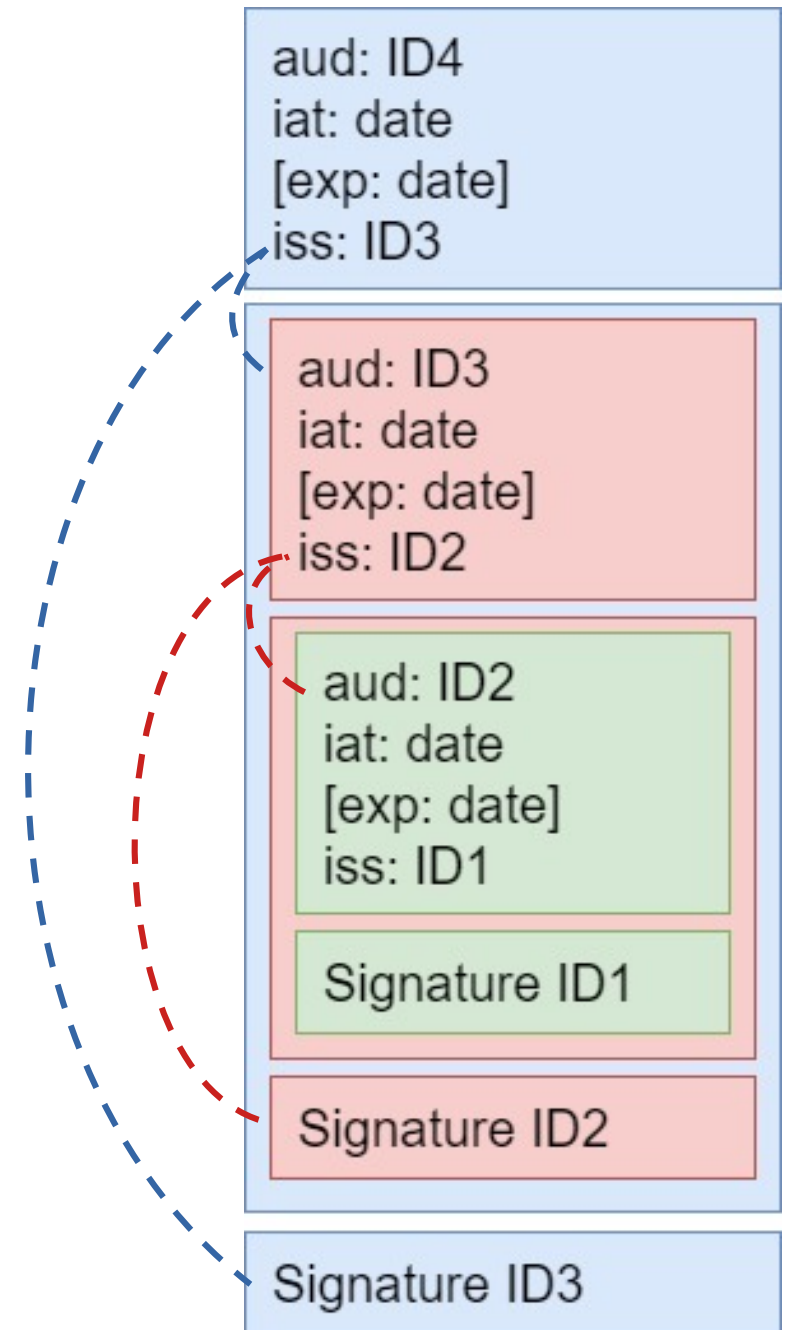 aud: ID4
iat: date
[exp: date]
iss: ID3
aud: ID3
iat: date
[exp: date]
iss: ID2
aud: ID2
iat: date
[exp: date]
iss: ID1
Signature ID1
Signature ID2
Signature ID3